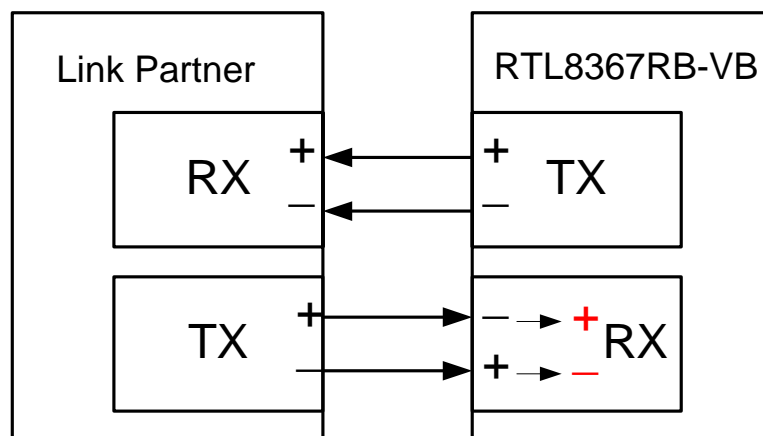 Link Partner
RTL8367RB-VB
RX
+
–
+
–
TX
TX
+
–
–
+
+
–
RX